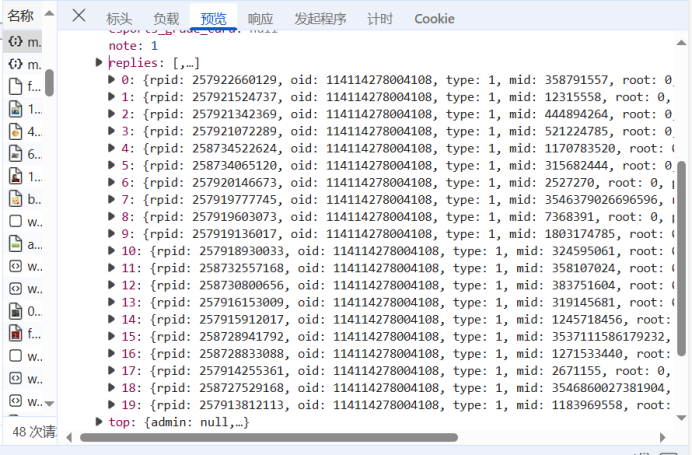 名称
标头 负载 预览 响应 发起程序 计时 Cookie
m.
note: 1
m.
replies: [,…]
f...
0: {rpid: 257922660129, oid: 114114278004108, type: 1, mid: 358791557, root: 0,
1...
1: {rpid: 257921524737, oid: 114114278004108, type: 1, mid: 12315558, root: 0,
4...
2: {rpid: 257921342369, oid: 114114278004108, type: 1, mid: 444894264, root: 0,
3: {rpid: 257921072289, oid: 114114278004108, type: 1, mid: 521224785, root: 0,
6...
4: {rpid: 258734522624, oid: 114114278004108, type: 1, mid: 1170783520, root: 0
1...
5: {rpid: 258734065120, oid: 114114278004108, type: 1, mid: 315682444, root: 0,
b...
6: {rpid: 257920146673, oid: 114114278004108, type: 1, mid: 2527270, root: 0, p
w...
7: {rpid: 257919777745, oid: 114114278004108, type: 1, mid: 3546379026696596, r
8: {rpid: 257919603073, oid: 114114278004108, type: 1, mid: 7368391, root: 0, p
a...
9: {rpid: 257919136017, oid: 114114278004108, type: 1, mid: 1803174785, root: 0
w...
10: {rpid: 257918930033, oid: 114114278004108, type: 1, mid: 324595061, root: 0
w...
11: {rpid: 258732557168, oid: 114114278004108, type: 1, mid: 358107024, root: 0
12: {rpid: 258730800656, oid: 114114278004108, type: 1, mid: 383751604, root: 0
0...
13: {rpid: 257916153009, oid: 114114278004108, type: 1, mid: 319145681, root: 0
f...
14: {rpid: 257915912017, oid: 114114278004108, type: 1, mid: 1245718456, root:
w...
15: {rpid: 258728941792, oid: 114114278004108, type: 1, mid: 3537111586179232,
w...
16: {rpid: 258728833088, oid: 114114278004108, type: 1, mid: 1271533440, root:
17: {rpid: 257914255361, oid: 114114278004108, type: 1, mid: 2671155, root: 0,
w...
18: {rpid: 258727529168, oid: 114114278004108, type: 1, mid: 3546860027381904,
19: {rpid: 257913812113, oid: 114114278004108, type: 1, mid: 1183969558, root:
top: {admin: null,…}
48 次请